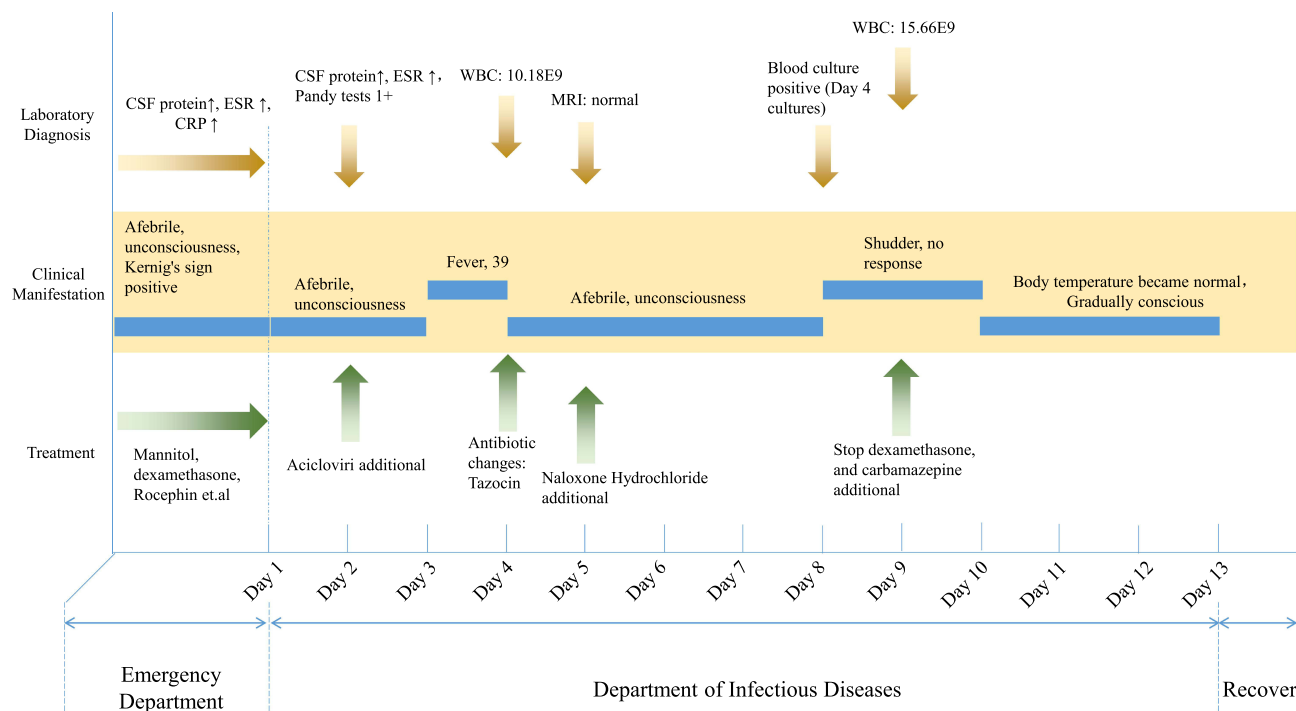 WBC: 15.66E9
CSF protein↑, ESR ↑,
Pandy tests 1+
WBC: 10.18E9
Blood culture
positive (Day 4
cultures)
MRI: normal
CSF protein↑, ESR ↑,
CRP ↑
Laboratory
Diagnosis
Afebrile,
unconsciousness,
Kernig's sign
positive
Clinical
Manifestation
Afebrile,
unconsciousness
Fever, 39
Afebrile, unconsciousness
Shudder, no
response
Body temperature became normal,
Gradually conscious
Treatment
Mannitol,
dexamethasone,
Rocephin et.al
Acicloviri additional
Antibiotic
changes:
Tazocin
Naloxone Hydrochloride
additional
Stop dexamethasone,
and carbamazepine
additional
Day 1
Day 2
Day 3
Day 4
Day 5
Day 6
Day 7
Day 8
Day 9
Day 10
Day 11
Day 12
Day 13
Emergency
Department
Department of Infectious Diseases
Recover